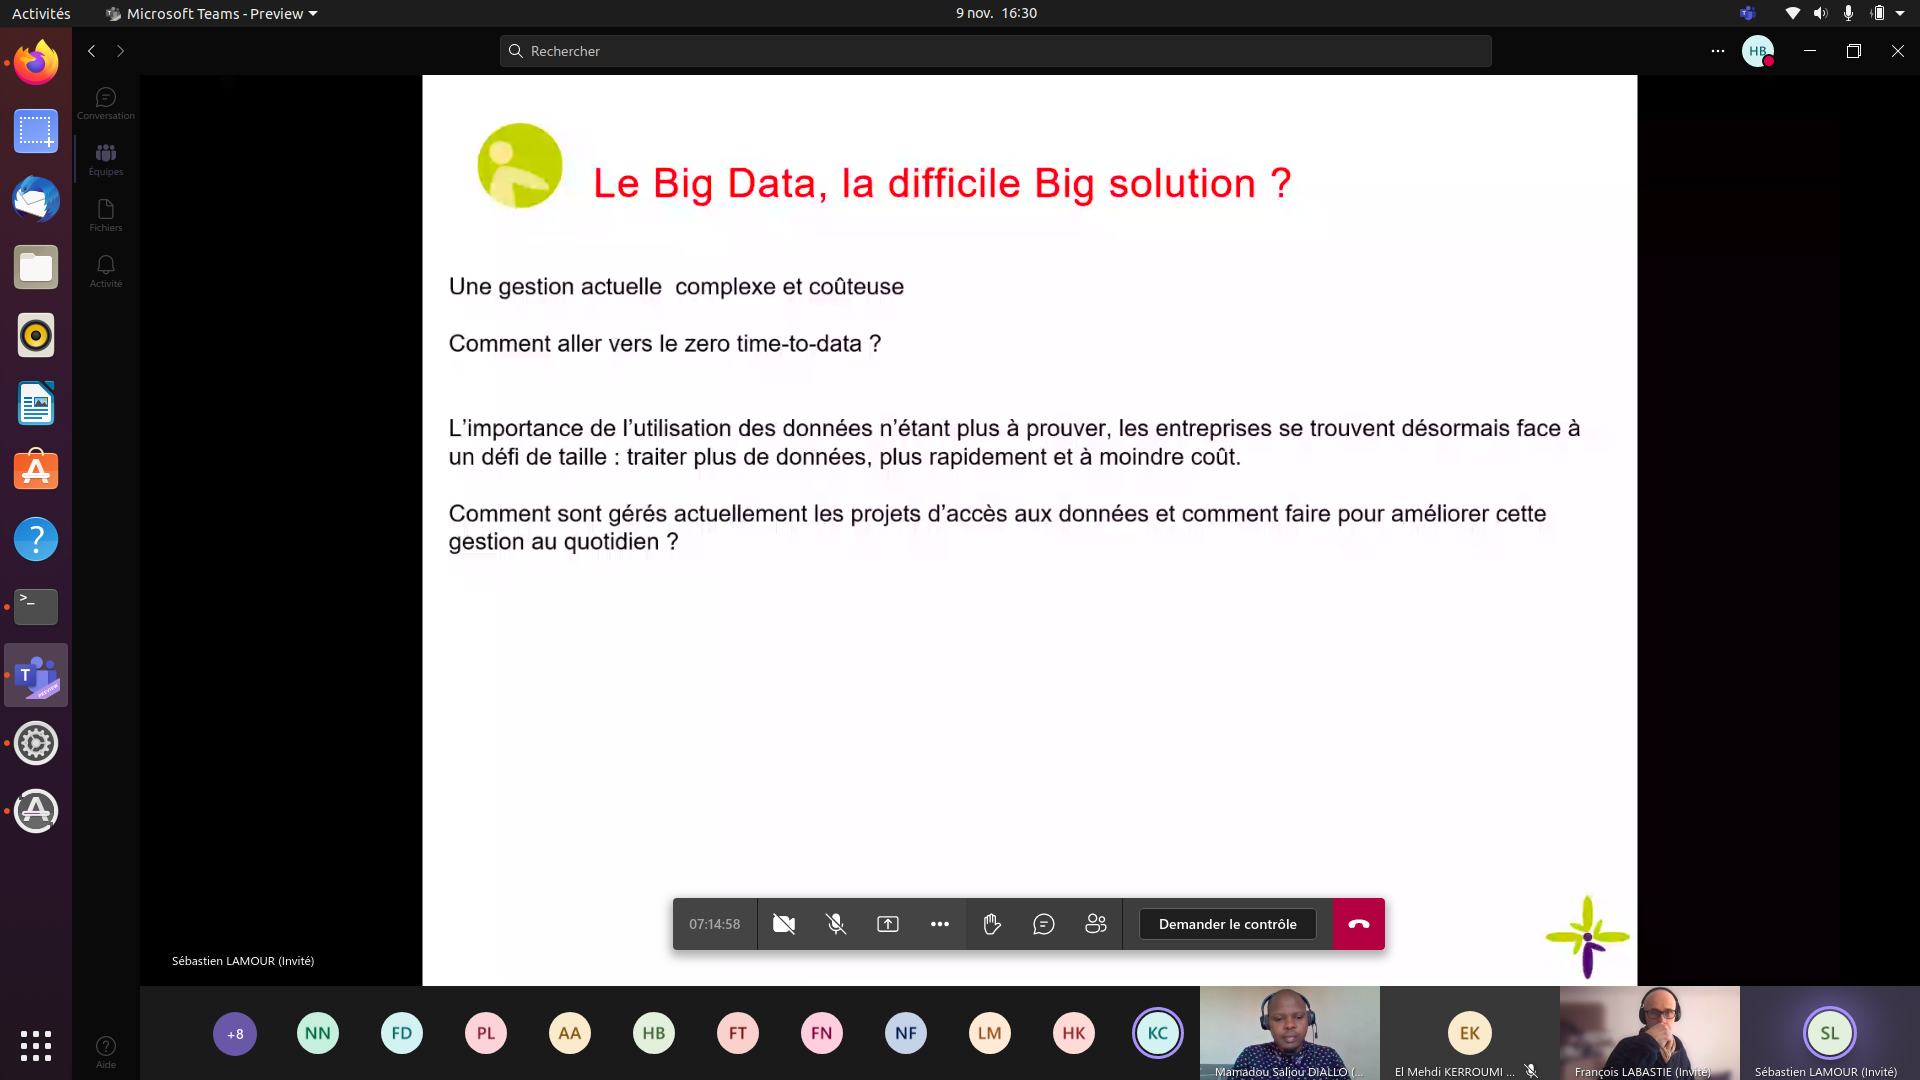 Activités
Microsoft Teams - Preview
9 nov. 16:30
Rechercher
HB
Conversation
Équipes
Fichiers
Activité
Le Big Data, la difficile Big solution ?
Une gestion actuelle complexe et coûteuse
Comment aller vers le zero time-to-data ?
L’importance de l’utilisation des données n’étant plus à prouver, les entreprises se trouvent désormais face à
un défi de taille : traiter plus de données, plus rapidement et à moindre coût.
Comment sont gérés actuellement les projets d’accès aux données et comment faire pour améliorer cette
gestion au quotidien ?
07:14:58
Demander le contrôle
Sébastien LAMOUR (Invité)
Aide
+8
NN
FD
PL
AA
HB
FT
FN
NF
LM
HK
KC
Mamadou Saliou DIALLO (...
EK
El Mehdi KERROUMI ...
François LABASTIE (Invité)
SL
Sébastien LAMOUR (Invité)